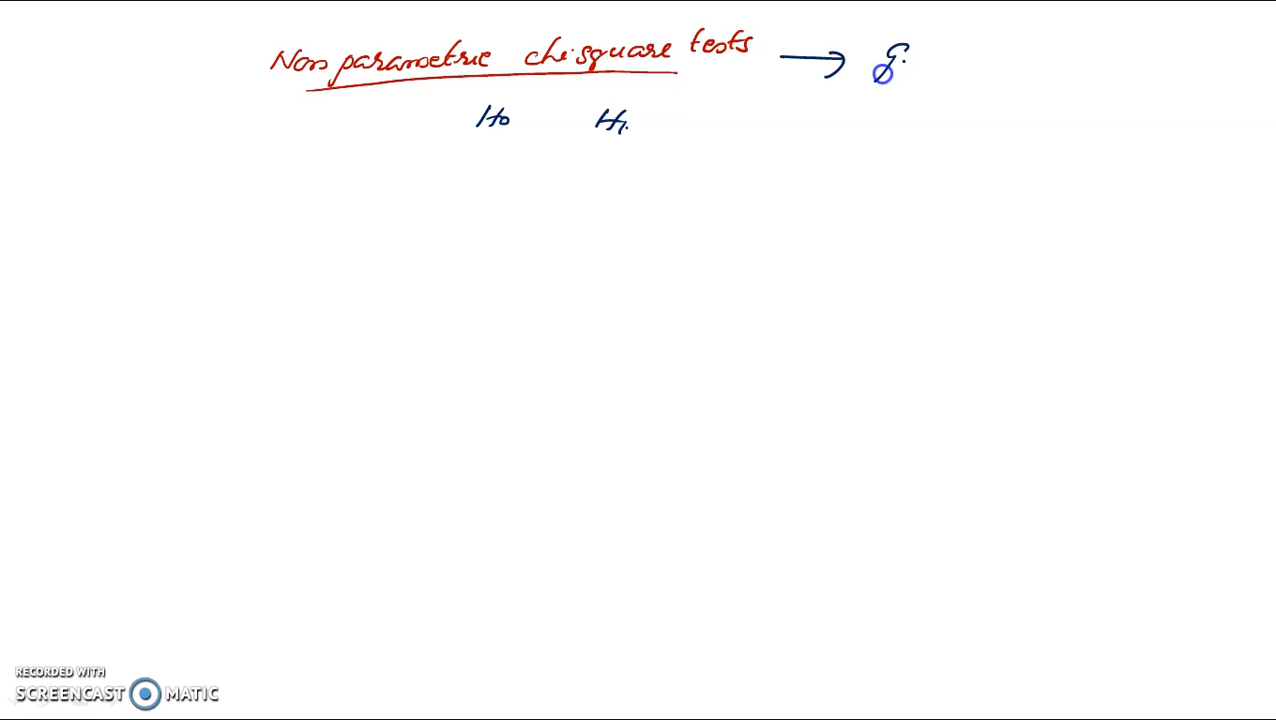 Non parametric chi square tests → G.
Ho H1.
RECORDED WITH
SCREENCAST MATIC